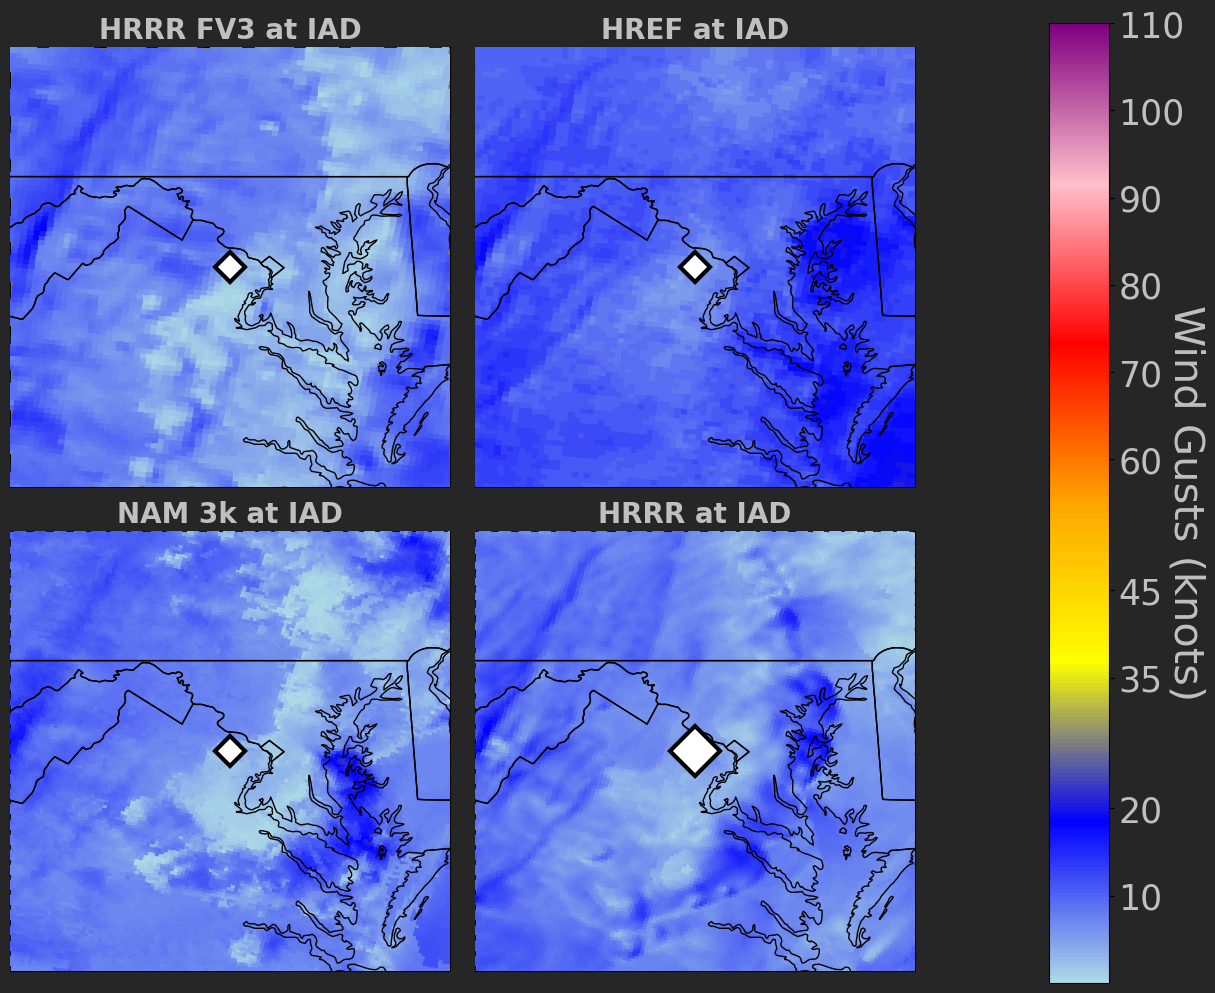 HRRR FV3 at IAD
HREF at IAD
NAM 3k at IAD
HRRR at IAD
110
100
90
80
70
60
45
35
20
10
Wind Gusts (knots)